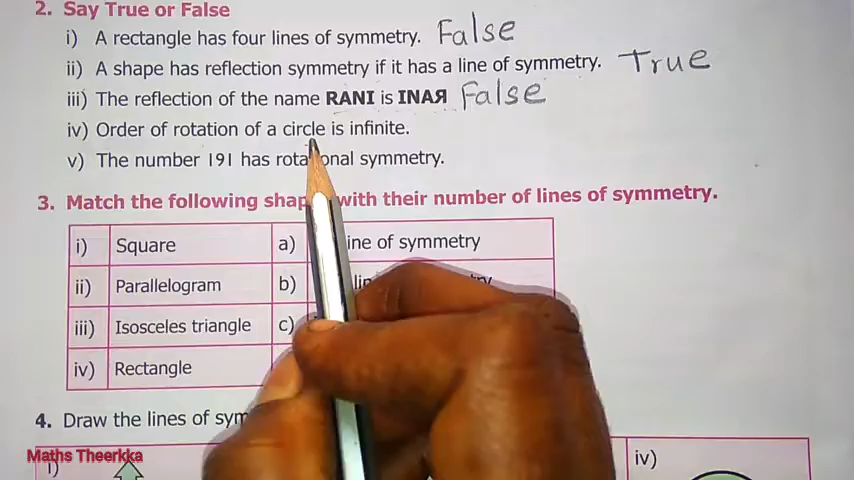 2. Say True or False
i) A rectangle has four lines of symmetry. False
ii) A shape has reflection symmetry if it has a line of symmetry. True
iii) The reflection of the name RANI is INAЯ False
iv) Order of rotation of a circle is infinite.
v) The number 191 has rotational symmetry.
3. Match the following shap with their number of lines of symmetry.
i) Square a) ine of symmetry
ii) Parallelogram b)
iii) Isosceles triangle c)
iv) Rectangle
4. Draw the lines of sym
Maths Theerkka
i) iv)